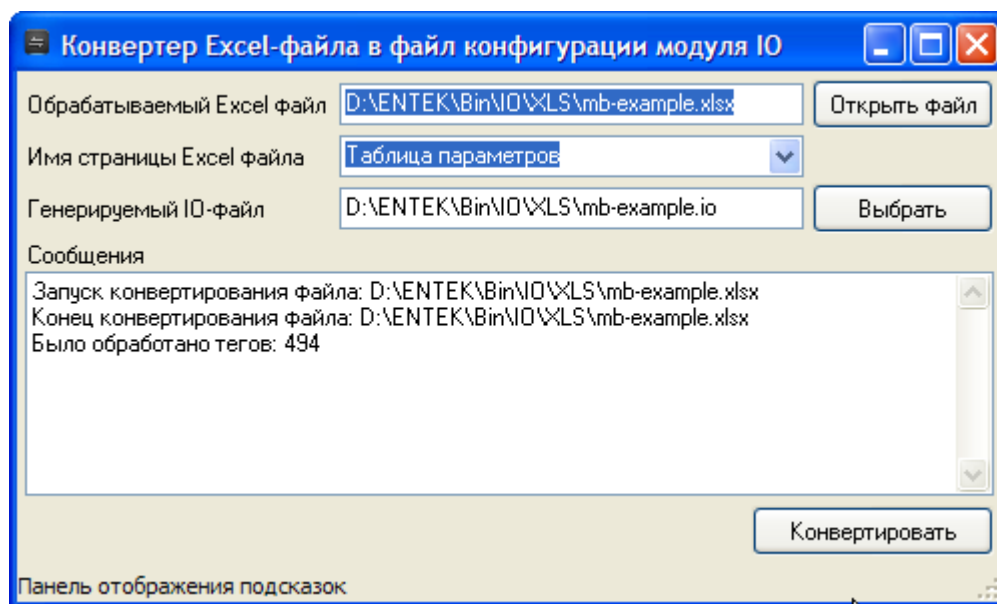 Конвертер Excel-файла в файл конфигурации модуля IO
Обрабатываемый Excel файл D:\ENTEK\Bin\IO\XLS\mb-example.xlsx Открыть файл
Имя страницы Excel файла Таблица параметров
Генерируемый IO-файл D:\ENTEK\Bin\IO\XLS\mb-example.io Выбрать
Сообщения
Запуск конвертирования файла: D:\ENTEK\Bin\IO\XLS\mb-example.xlsx
Конец конвертирования файла: D:\ENTEK\Bin\IO\XLS\mb-example.xlsx
Было обработано тегов: 494
Конвертировать
Панель отображения подсказок